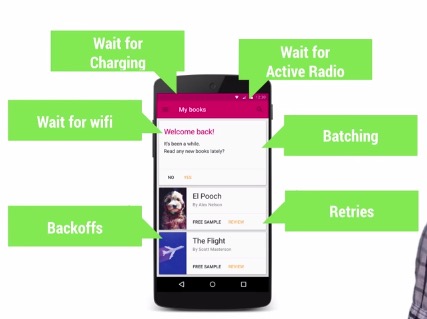 Wait for
Charging
Wait for
Active Radio
Wait for wifi
Batching
Backoffs
Retries
My books
Welcome back!
It's been a while.
Read any new books lately?
NO YES
El Pooch
By Alex Nelson
FREE SAMPLE REVIEW
The Flight
By Scott Masterson
FREE SAMPLE REVIEW